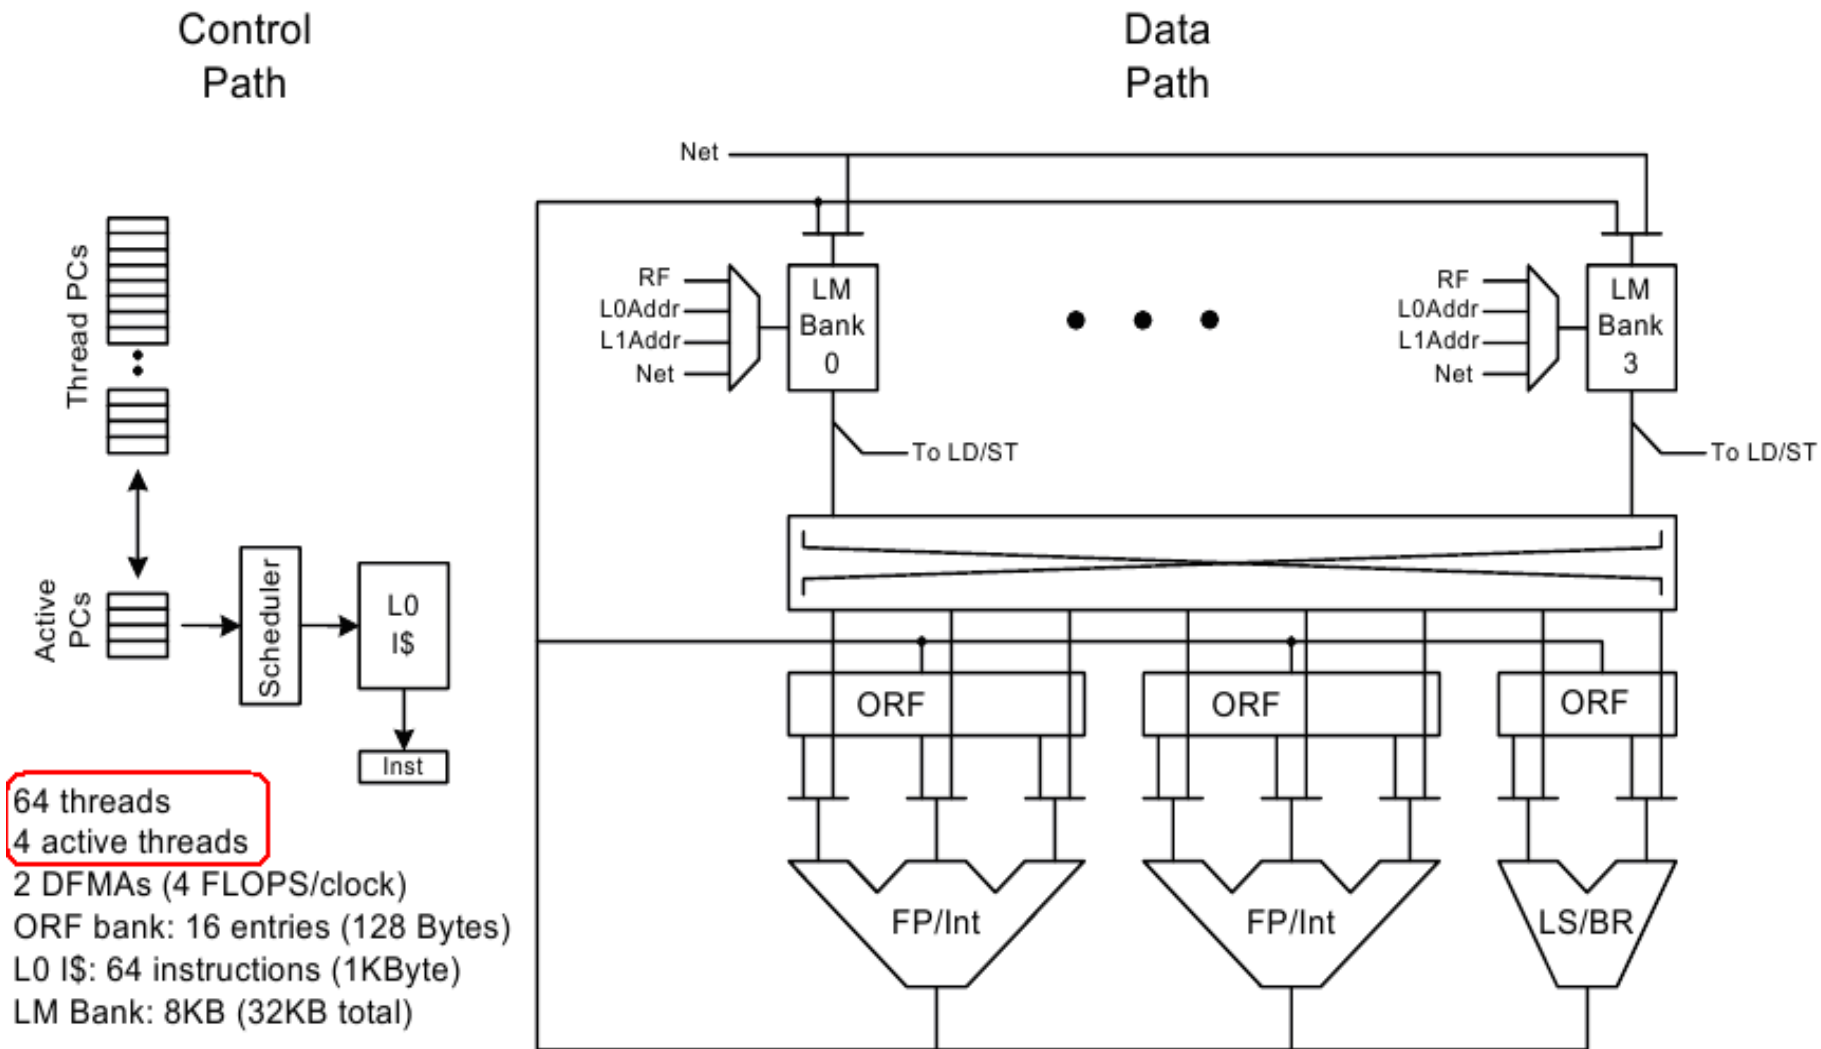 Control
Path
Data
Path
Net
Thread PCs
RF
L0Addr
L1Addr
Net
LM
Bank
0
RF
L0Addr
L1Addr
Net
LM
Bank
3
To LD/ST
To LD/ST
Active
PCs
Scheduler
L0
I$
Inst
ORF
ORF
ORF
FP/Int
FP/Int
LS/BR
64 threads
4 active threads
2 DFMAs (4 FLOPS/clock)
ORF bank: 16 entries (128 Bytes)
L0 I$: 64 instructions (1KByte)
LM Bank: 8KB (32KB total)